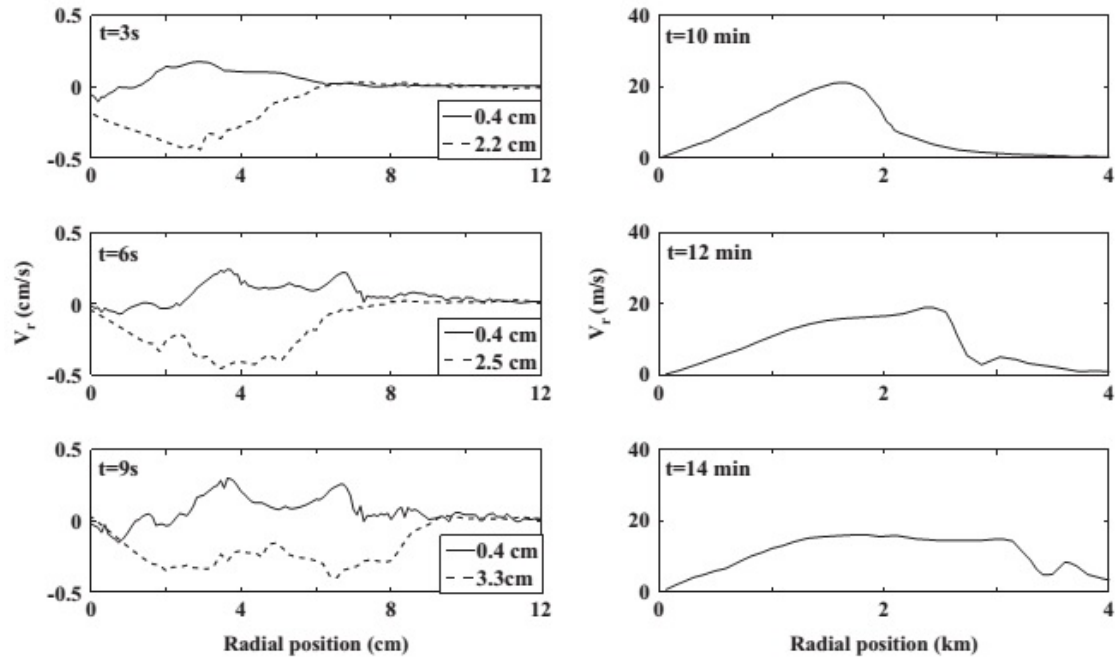 0.5
0
-0.5
t=3s
0.4 cm
2.2 cm
0 4 8 12
40
20
0
t=10 min
0 2 4
V_r (cm/s)
0.5
0
-0.5
t=6s
0.4 cm
2.5 cm
0 4 8 12
V_r (m/s)
40
20
0
t=12 min
0 2 4
0.5
0
-0.5
t=9s
0.4 cm
3.3cm
0 4 8 12
Radial position (cm)
40
20
0
t=14 min
0 2 4
Radial position (km)